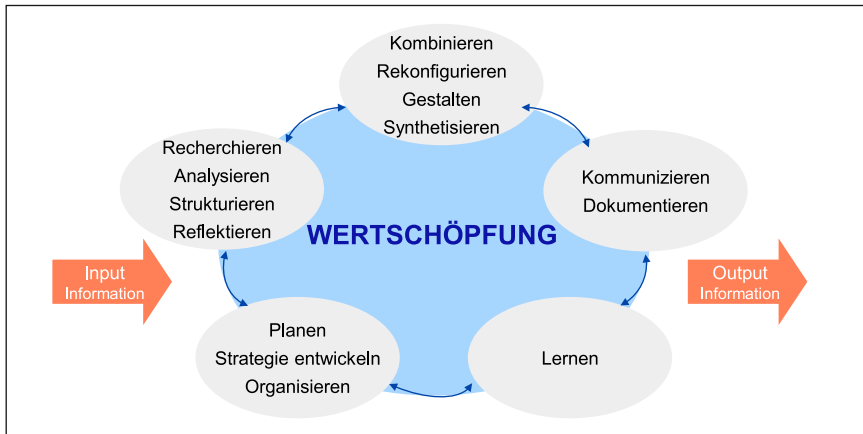 Kombinieren
Rekonfigurieren
Gestalten
Synthetisieren
Recherchieren
Analysieren
Strukturieren
Reflektieren
Kommunizieren
Dokumentieren
WERTSCHÖPFUNG
Input
Information
Output
Information
Planen
Strategie entwickeln
Organisieren
Lernen